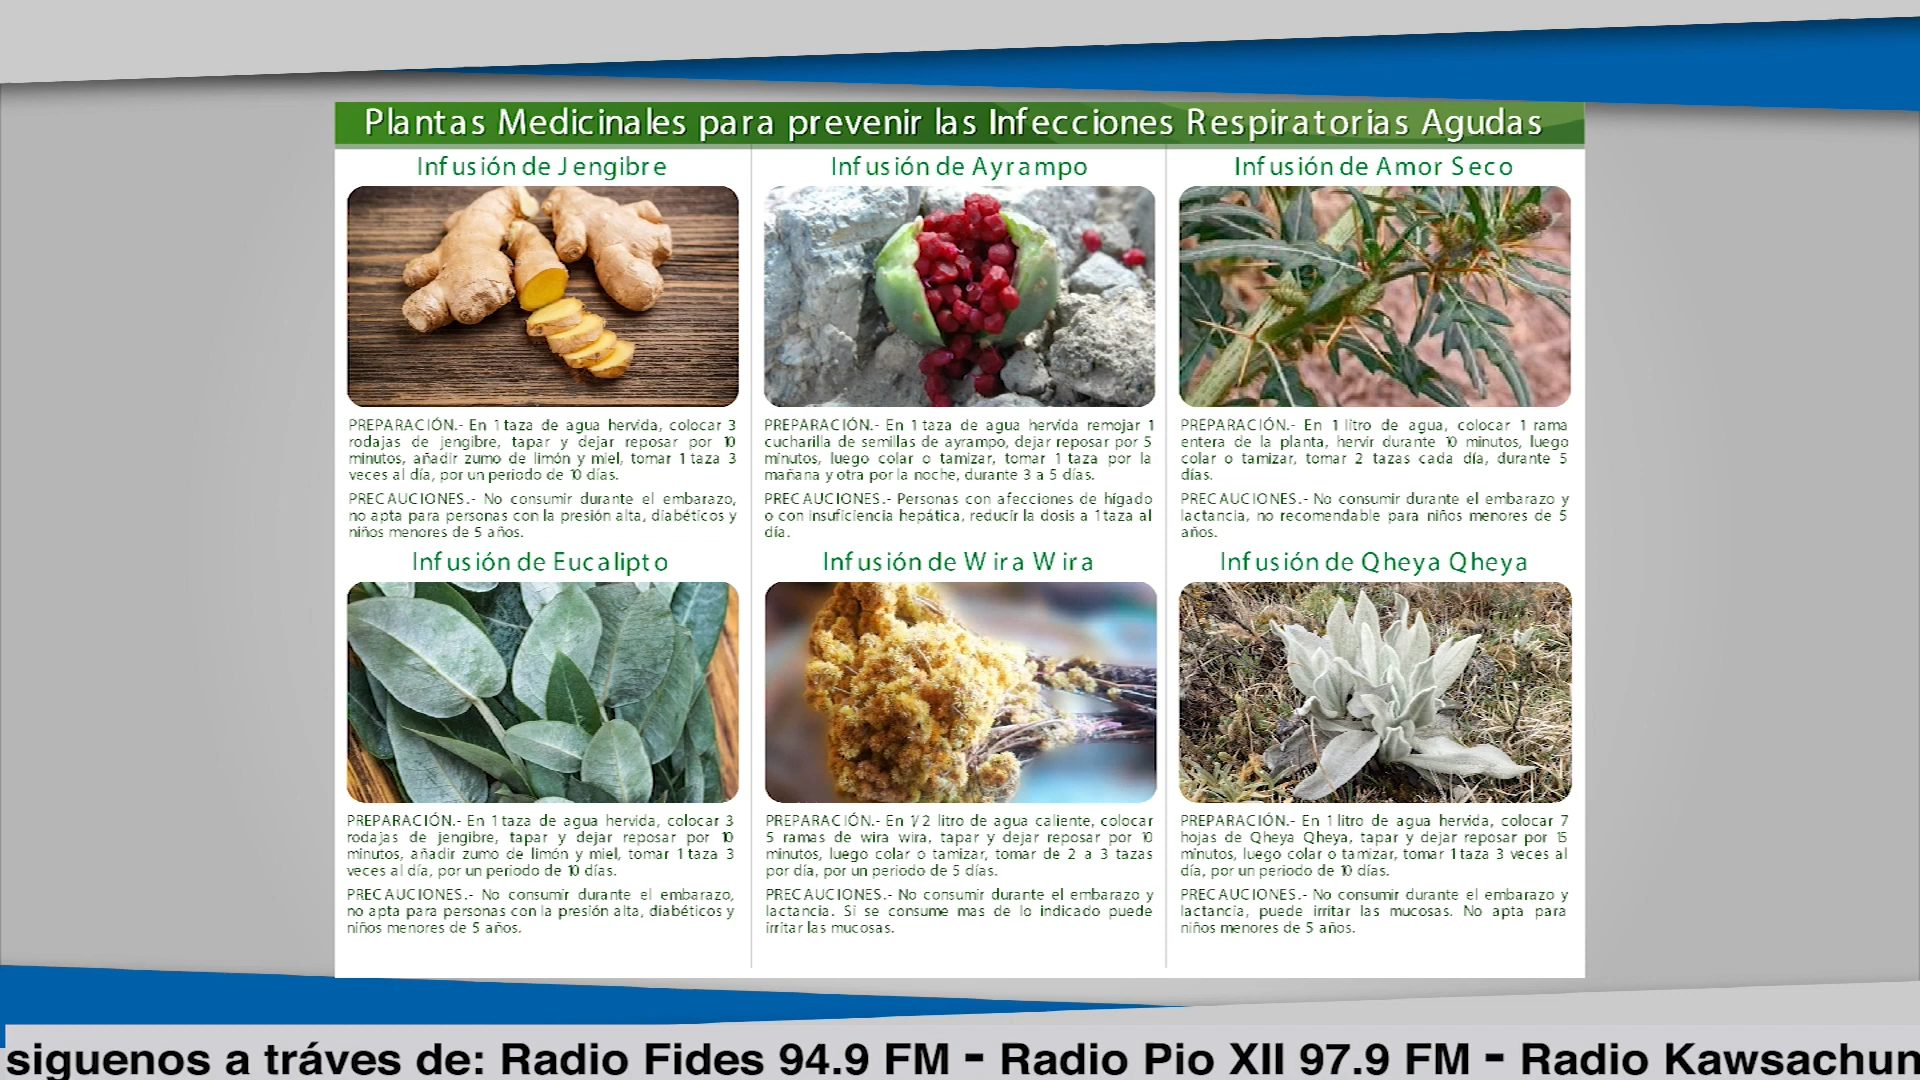 Plantas Medicinales para prevenir las Infecciones Respiratorias Agudas
Infusión de Jengibre
PREPARACIÓN.- En 1 taza de agua hervida, colocar 3
rodajas de jengibre, tapar y dejar reposar por 10
minutos, añadir zumo de limón y miel, tomar 1 taza 3
veces al día, por un periodo de 10 días.
PRECAUCIONES.- No consumir durante el embarazo,
no apta para personas con la presión alta, diabéticos y
niños menores de 5 años.
Infusión de Ayrampo
PREPARACIÓN.- En 1 taza de agua hervida remojar 1
cucharilla de semillas de ayrampo, dejar reposar por 5
minutos, luego colar o tamizar, tomar 1 taza por la
mañana y otra por la noche, durante 3 a 5 días.
PRECAUCIONES.- Personas con afecciones de hígado
o con insuficiencia hepática, reducir la dosis a 1 taza al
día.
Infusión de Amor Seco
PREPARACIÓN.- En 1 litro de agua, colocar 1 rama
entera de la planta, hervir durante 10 minutos, luego
colar o tamizar, tomar 2 tazas cada día, durante 5
días.
PRECAUCIONES.- No consumir durante el embarazo y
lactancia, no recomendable para niños menores de 5
años.
Infusión de Eucalipto
PREPARACIÓN.- En 1 taza de agua hervida, colocar 3
rodajas de jengibre, tapar y dejar reposar por 10
minutos, añadir zumo de limón y miel, tomar 1 taza 3
veces al día, por un periodo de 10 días.
PRECAUCIONES.- No consumir durante el embarazo,
no apta para personas con la presión alta, diabéticos y
niños menores de 5 años.
Infusión de Wira Wira
PREPARACIÓN.- En 1/2 litro de agua caliente, colocar
5 ramas de wira wira, tapar y dejar reposar por 10
minutos, luego colar o tamizar, tomar de 2 a 3 tazas
por día, por un periodo de 5 días.
PRECAUCIONES.- No consumir durante el embarazo y
lactancia. Si se consume mas de lo indicado puede
irritar las mucosas.
Infusión de Qheya Qheya
PREPARACIÓN.- En 1 litro de agua hervida, colocar 7
hojas de Qheya Qheya, tapar y dejar reposar por 15
minutos, luego colar o tamizar, tomar 1 taza 3 veces al
día, por un periodo de 10 días.
PRECAUCIONES.- No consumir durante el embarazo y
lactancia, puede irritar las mucosas. No apta para
niños menores de 5 años.
siguenos a tráves de: Radio Fides 94.9 FM - Radio Pio XII 97.9 FM - Radio Kawsachun